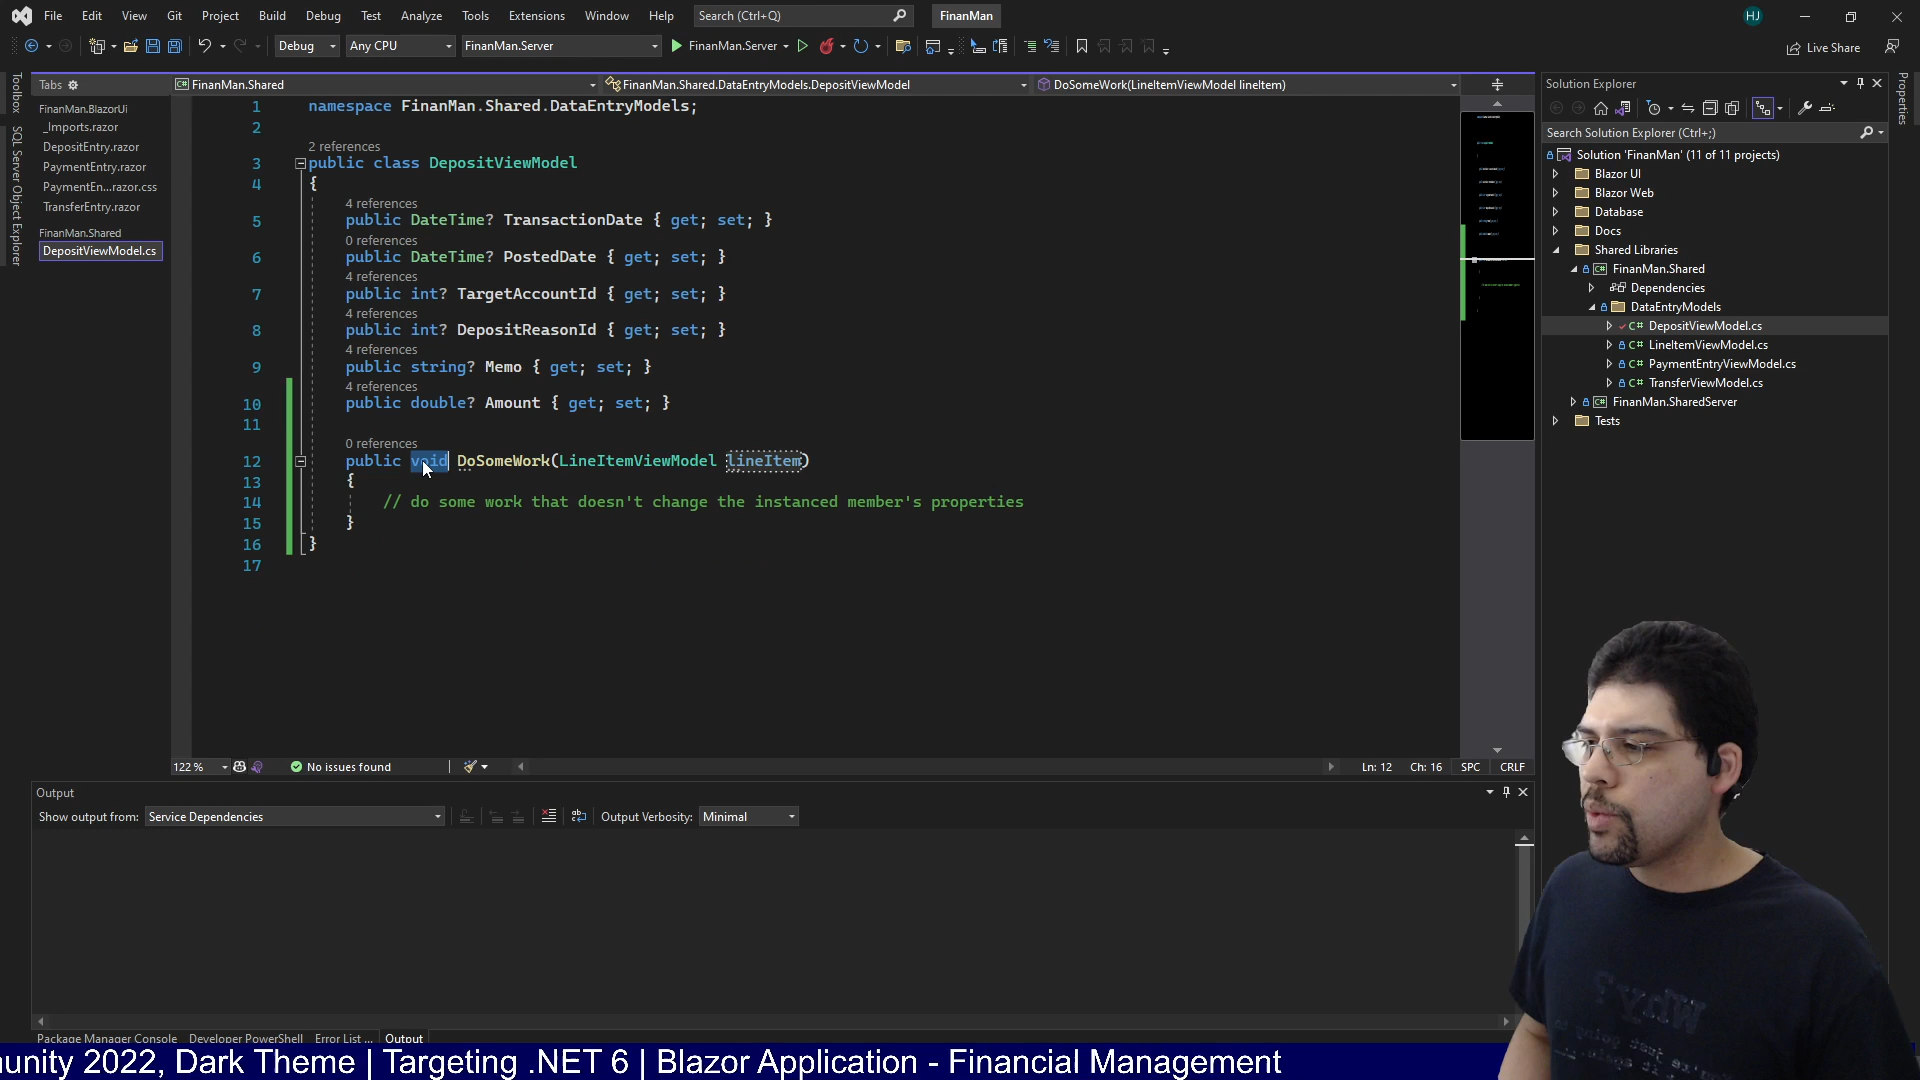 File Edit View Git Project Build Debug Test Analyze Tools Extensions Window Help Search (Ctrl+Q) FinanMan HJ
Debug Any CPU FinanMan.Server FinanMan.Server Live Share
Toolbox
SQL Server Object Explorer
Tabs
FinanMan.BlazorUi
_Imports.razor
DepositEntry.razor
PaymentEntry.razor
PaymentEn...razor.css
TransferEntry.razor
FinanMan.Shared
DepositViewModel.cs
FinanMan.Shared FinanMan.Shared.DataEntryModels.DepositViewModel DoSomeWork(LineItemViewModel lineItem)
1 namespace FinanMan.Shared.DataEntryModels;
2
2 references
3 public class DepositViewModel
4 {
4 references
5 public DateTime? TransactionDate { get; set; }
0 references
6 public DateTime? PostedDate { get; set; }
4 references
7 public int? TargetAccountId { get; set; }
4 references
8 public int? DepositReasonId { get; set; }
4 references
9 public string? Memo { get; set; }
4 references
10 public double? Amount { get; set; }
11
0 references
12 public void DoSomeWork(LineItemViewModel lineItem)
13 {
14 // do some work that doesn't change the instanced member's properties
15 }
16 }
17
122 % No issues found Ln: 12 Ch: 16 SPC CRLF
Solution Explorer
Search Solution Explorer (Ctrl+;)
Solution 'FinanMan' (11 of 11 projects)
Blazor UI
Blazor Web
Database
Docs
Shared Libraries
C# FinanMan.Shared
Dependencies
DataEntryModels
C# DepositViewModel.cs
C# LineItemViewModel.cs
C# PaymentEntryViewModel.cs
C# TransferViewModel.cs
C# FinanMan.SharedServer
Tests
Properties
Output
Show output from: Service Dependencies Output Verbosity: Minimal
Package Manager Console Developer PowerShell Error List ... Output
Why?
unity 2022, Dark Theme | Targeting .NET 6 | Blazor Application - Financial Management